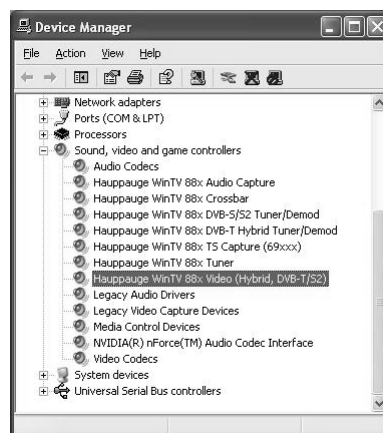 Device Manager
File Action View Help
Network adapters
Ports (COM & LPT)
Processors
Sound, video and game controllers
Audio Codecs
Hauppauge WinTV 88x Audio Capture
Hauppauge WinTV 88x Crossbar
Hauppauge WinTV 88x DVB-S/S2 Tuner/Demod
Hauppauge WinTV 88x DVB-T Hybrid Tuner/Demod
Hauppauge WinTV 88x TS Capture (69xxx)
Hauppauge WinTV 88x Tuner
Hauppauge WinTV 88x Video (Hybrid, DVB-T/S2)
Legacy Audio Drivers
Legacy Video Capture Devices
Media Control Devices
NVIDIA(R) nForce(TM) Audio Codec Interface
Video Codecs
System devices
Universal Serial Bus controllers